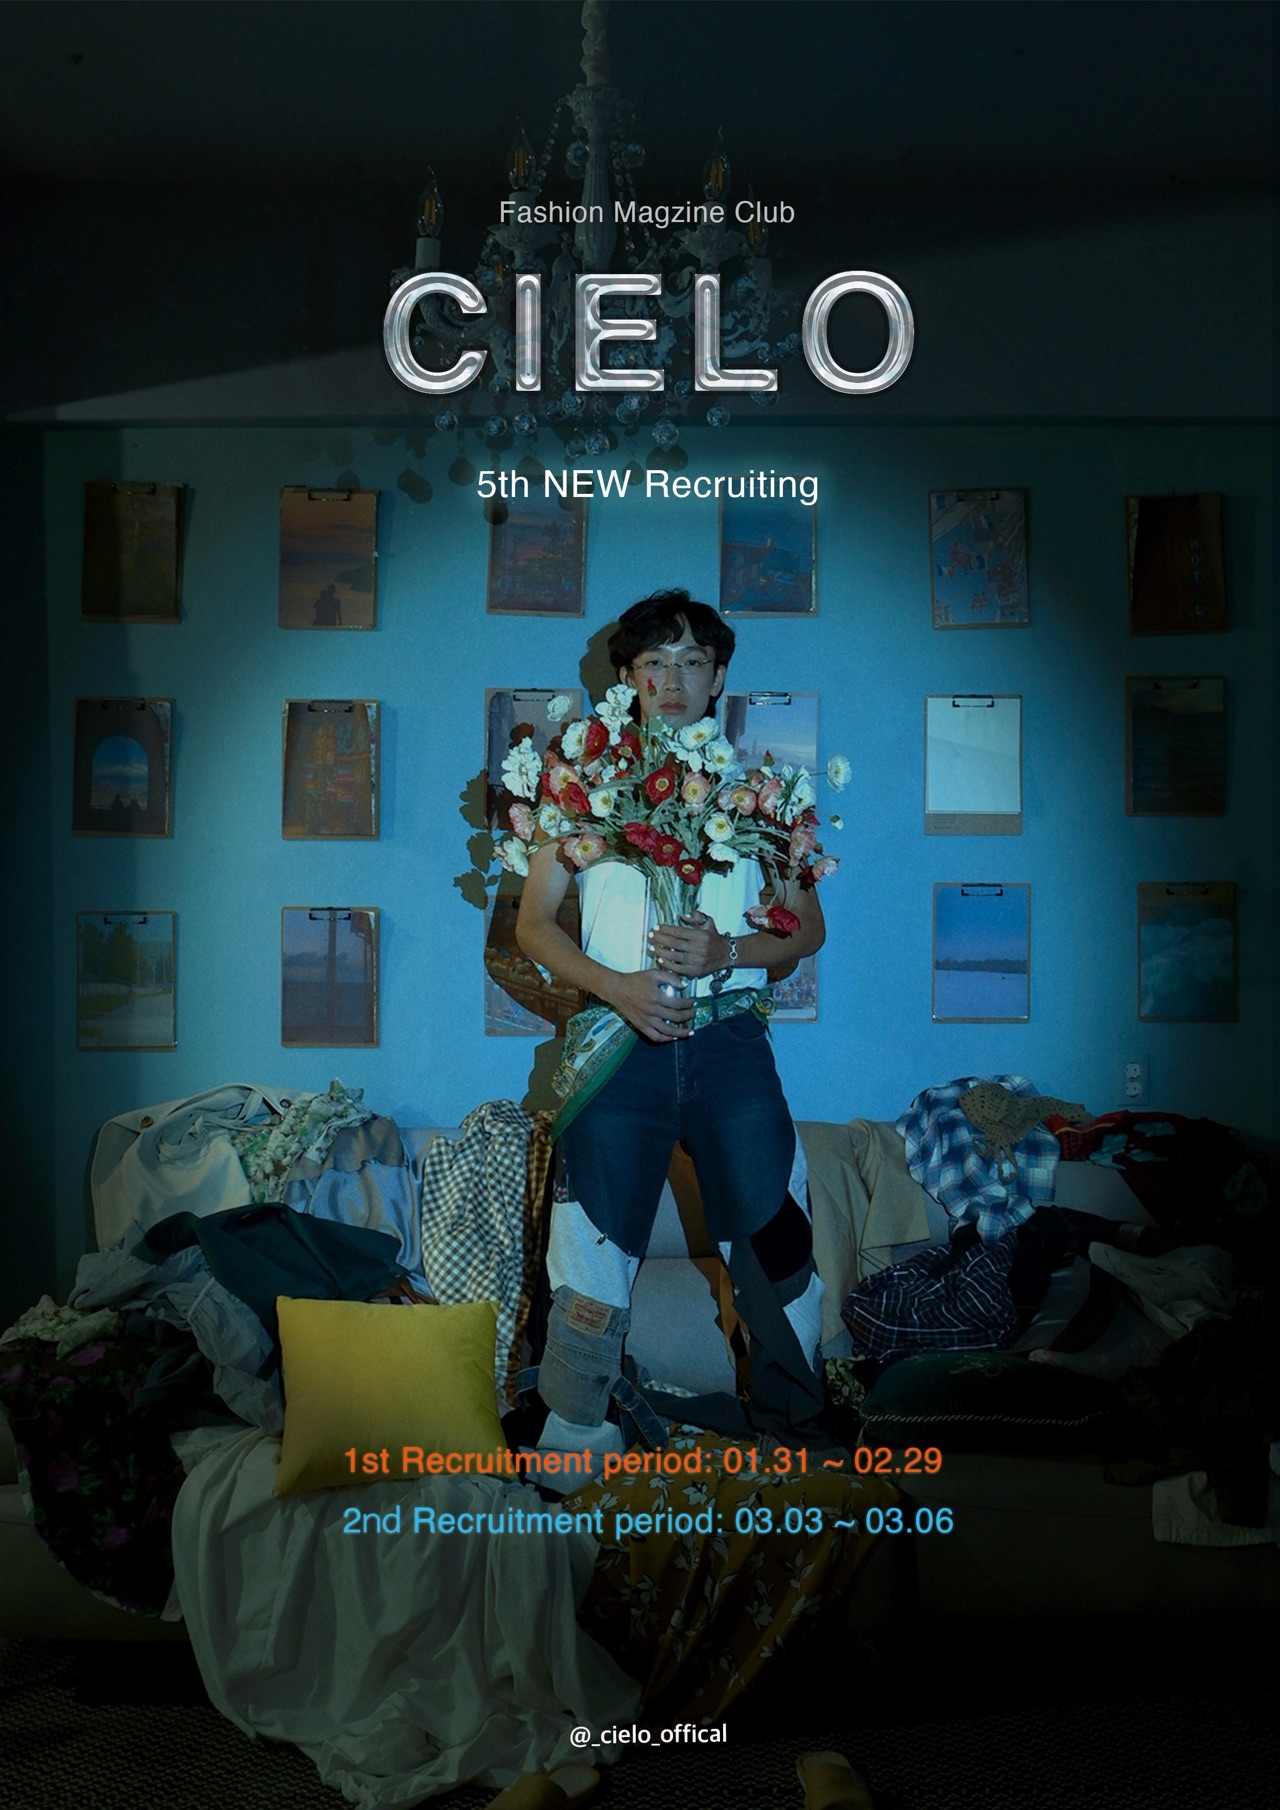 Fashion Magzine Club
CIELO
5th NEW Recruiting
1st Recruitment period: 01.31 ~ 02.29
2nd Recruitment period: 03.03 ~ 03.06
@_cielo_offical